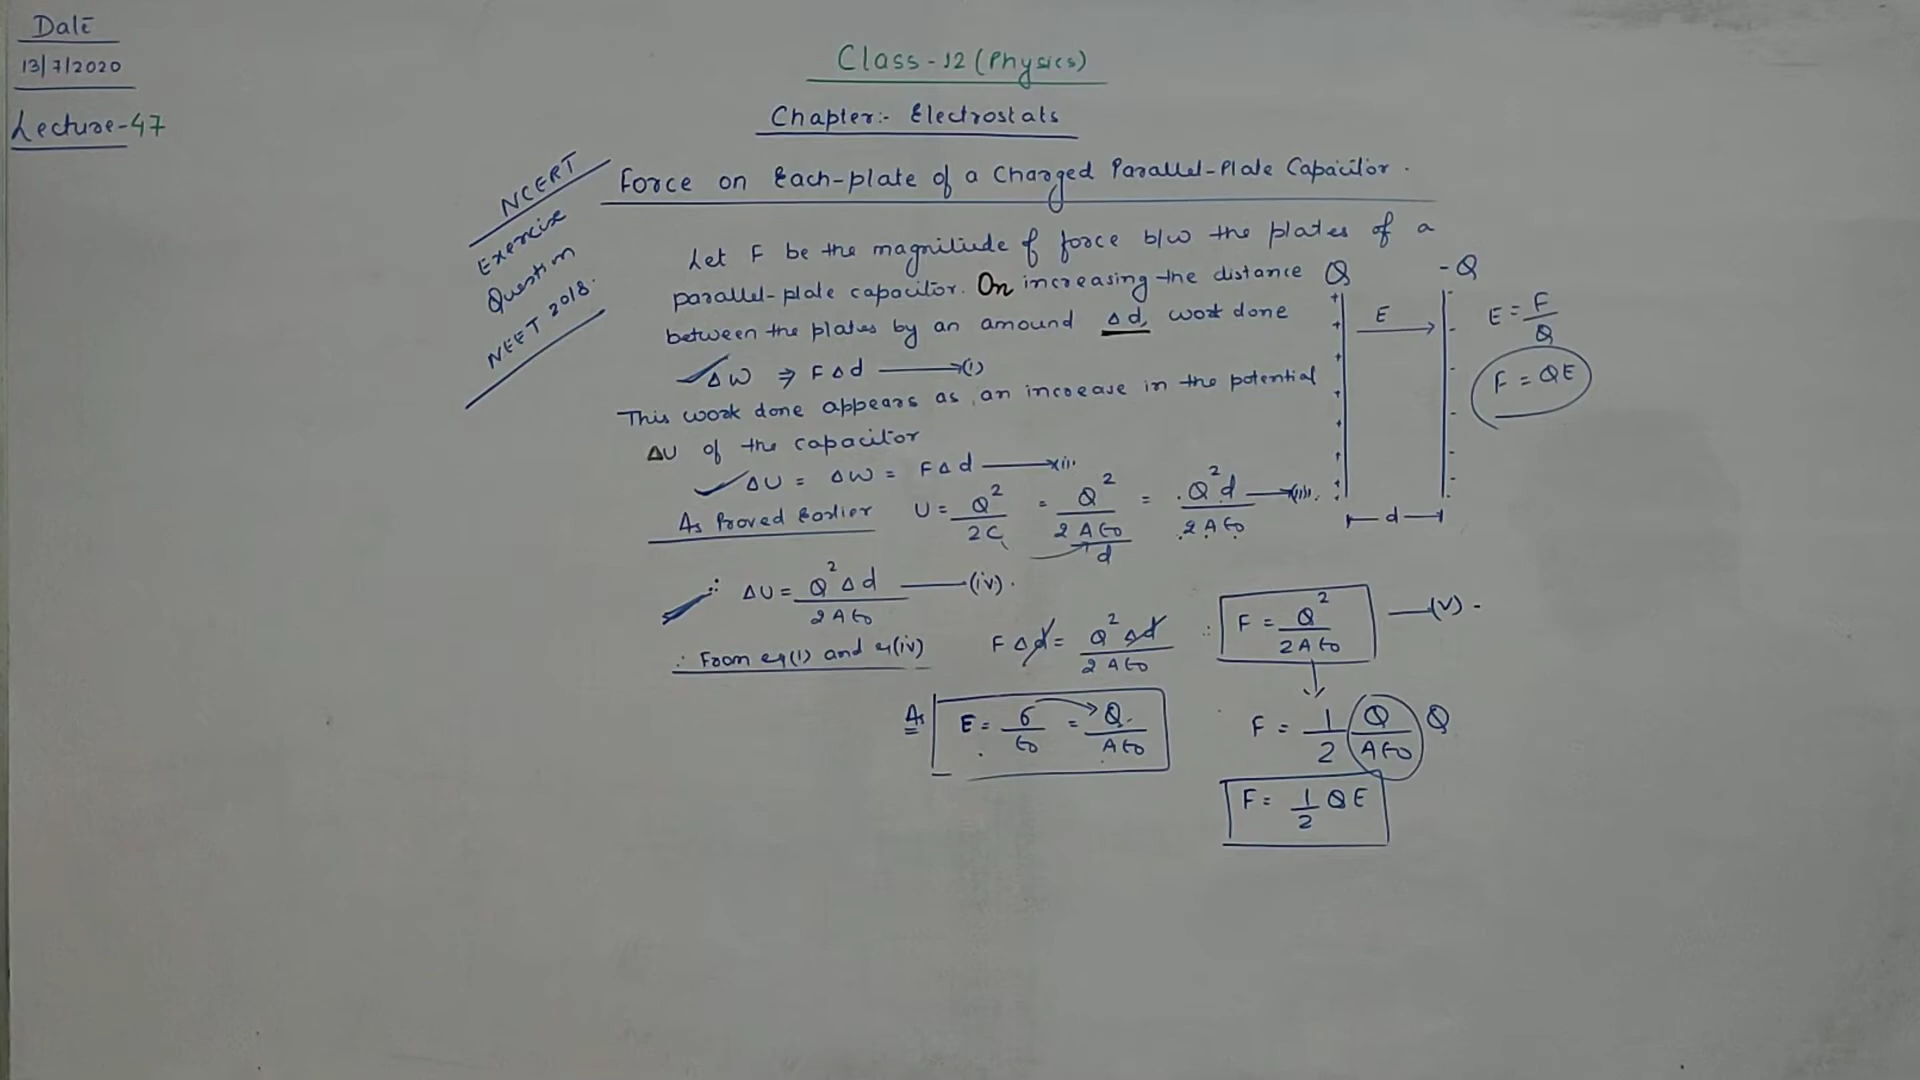 Date
13/7/2020
Lecture-47
Class-12 (Physics)
Chapter:- Electrostats
NCERT
Exercise
Question
NEET 2018.
Force on Each-plate of a Charged Parallel-Plate Capacitor.
Let F be the magnitude of force b/w the plates of a
parallel-plate capacitor. On increasing the distance
between the plates by an amound Δd, work done
ΔW ⇒ FΔd ⟶(i)
This work done appears as an increase in the potential
ΔU of the capacitor
ΔU = ΔW = FΔd ⟶(ii)
As Proved Earlier U = Q²/2C = Q²/(2Aε₀/d) = Q²d/2Aε₀ ⟶(iii).
∴ ΔU = Q²Δd/2Aε₀ —(iv).
∴ From eq(1) and eq(iv) FΔd = Q²Δd/2Aε₀ ∴ F = Q²/2Aε₀ —(v).
As E = σ/ε₀ = Q/Aε₀
F = 1/2 (Q/Aε₀) Q
F = 1/2 QE
Q -Q
E
d
E = F/Q
F = QE